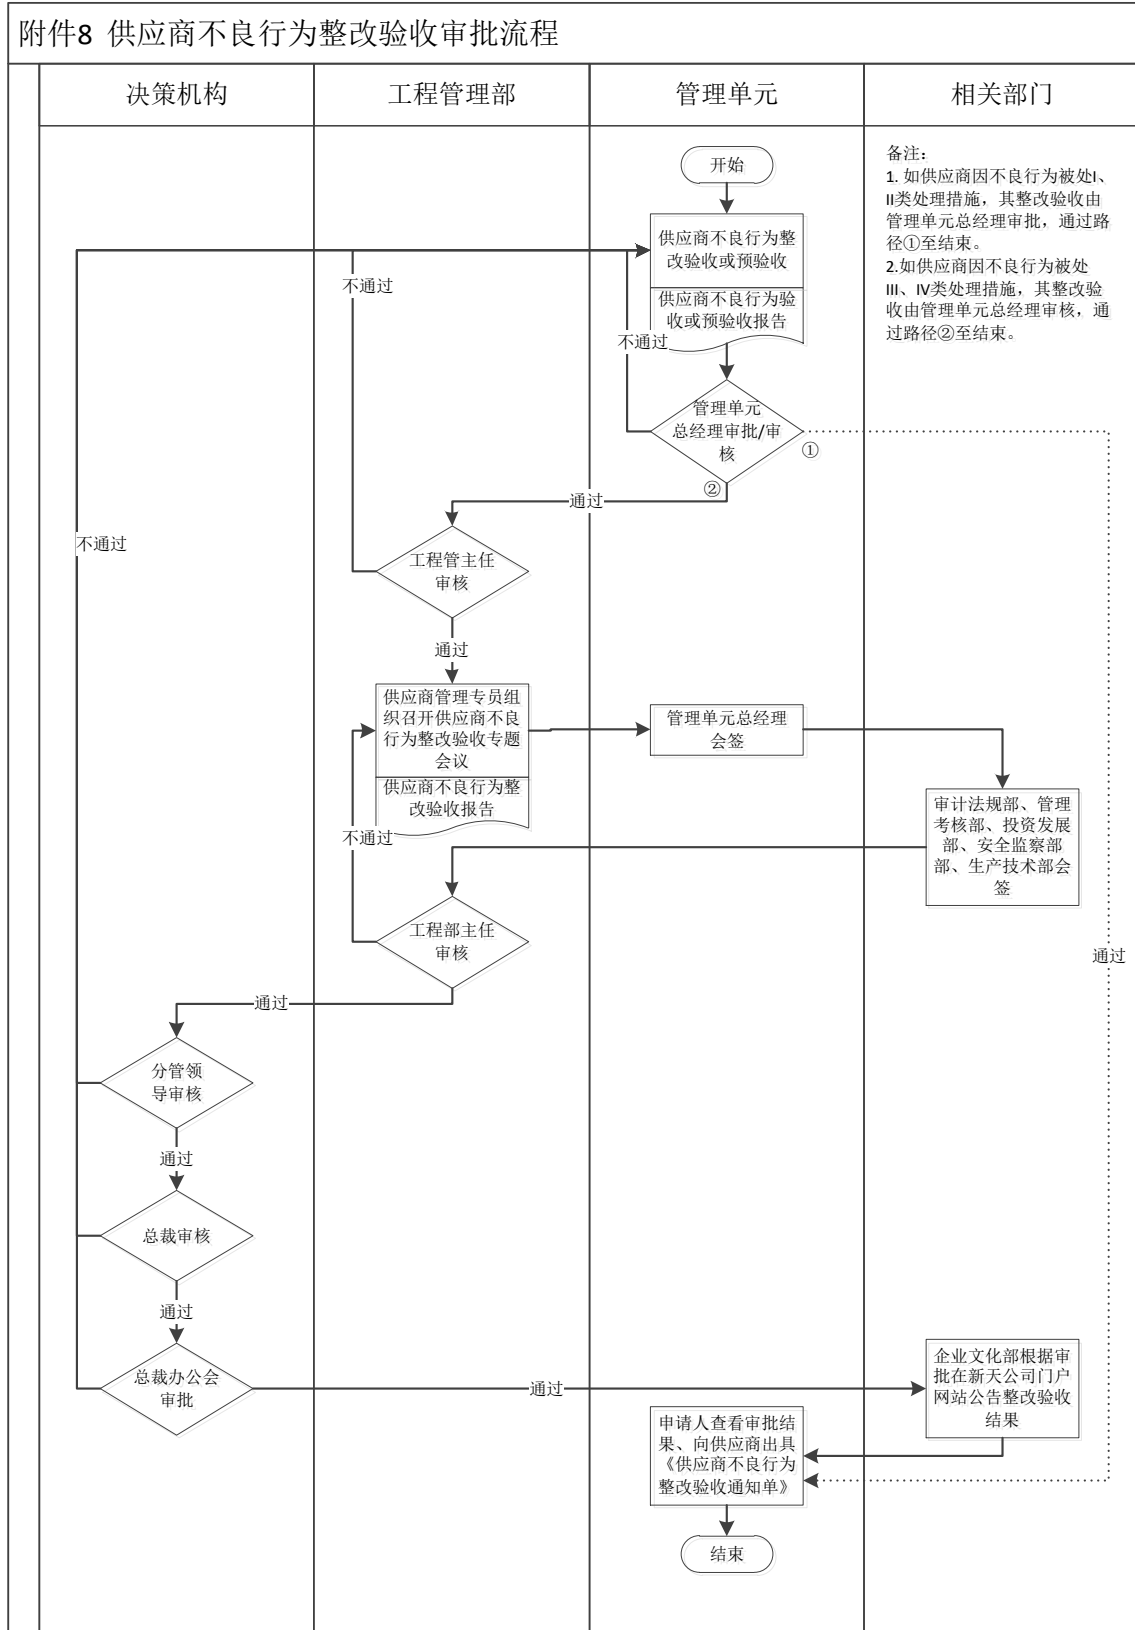 附件8 供应商不良行为整改验收审批流程
决策机构
工程管理部
管理单元
相关部门
开始
备注：
1. 如供应商因不良行为被处I、
II类处理措施，其整改验收由
管理单元总经理审批，通过路
径①至结束。
2.如供应商因不良行为被处
III、IV类处理措施，其整改验
收由管理单元总经理审核，通
过路径②至结束。
供应商不良行为整
改验收或预验收
供应商不良行为验
收或预验收报告
不通过
不通过
管理单元
总经理审批/审
核
①
②
通过
不通过
工程管主任
审核
通过
供应商管理专员组
织召开供应商不良
行为整改验收专题
会议
供应商不良行为整
改验收报告
管理单元总经理
会签
审计法规部、管理
考核部、投资发展
部、安全监察部
部、生产技术部会
签
不通过
工程部主任
审核
通过
通过
分管领
导审核
通过
总裁审核
通过
总裁办公会
审批
通过
企业文化部根据审
批在新天公司门户
网站公告整改验收
结果
申请人查看审批结
果、向供应商出具
《供应商不良行为
整改验收通知单》
结束